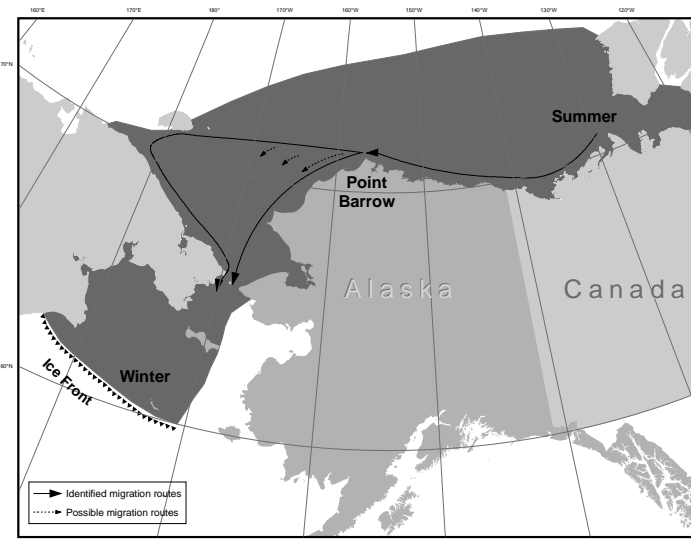 160°E 170°E 180° 170°W 160°W 150°W 140°W 130°W 120°W
70°N
Summer
Point
Barrow
Alaska
Canada
60°N
Winter
Ice Front
Identified migration routes
Possible migration routes